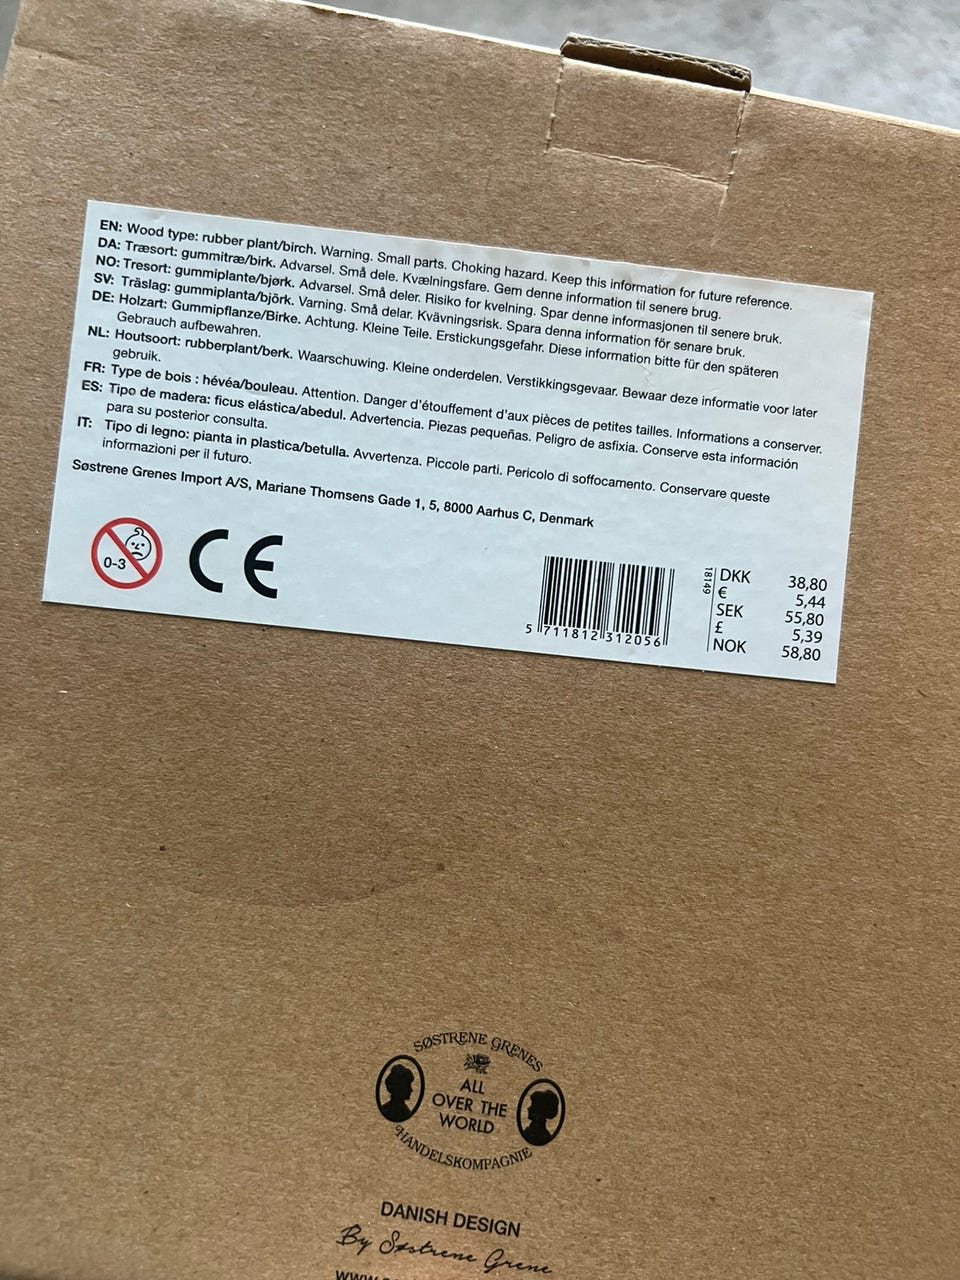 EN: Wood type: rubber plant/birch. Warning. Small parts. Choking hazard. Keep this information for future reference.
DA: Træsort: gummitræ/birk. Advarsel. Små dele. Kvælningsfare. Gem denne information til senere brug.
NO: Tresort: gummiplante/bjørk. Advarsel. Små deler. Risiko for kvelning. Spar denne informasjonen til senere bruk.
SV: Träslag: gummiplanta/björk. Varning. Små delar. Kvävningsrisk. Spara denna information för senare bruk.
DE: Holzart: Gummipflanze/Birke. Achtung. Kleine Teile. Erstickungsgefahr. Diese information bitte für den späteren
Gebrauch aufbewahren.
NL: Houtsoort: rubberplant/berk. Waarschuwing. Kleine onderdelen. Verstikkingsgevaar. Bewaar deze informatie voor later
gebruik.
FR: Type de bois : hévéa/bouleau. Attention. Danger d'étouffement d'aux pièces de petites tailles. Informations a conserver.
ES: Tipo de madera: ficus elástica/abedul. Advertencia. Piezas pequeñas. Peligro de asfixia. Conserve esta información
para su posterior consulta.
IT: Tipo di legno: pianta in plastica/betulla. Avvertenza. Piccole parti. Pericolo di soffocamento. Conservare queste
informazioni per il futuro.
Søstrene Grenes Import A/S, Mariane Thomsens Gade 1, 5, 8000 Aarhus C, Denmark
0-3
CE
5 711812 312056
18149
DKK 38,80
€ 5,44
SEK 55,80
£ 5,39
NOK 58,80
SØSTRENE GRENES
ALL
OVER THE
WORLD
HANDELSKOMPAGNIE
DANISH DESIGN
By Søstrene Grene